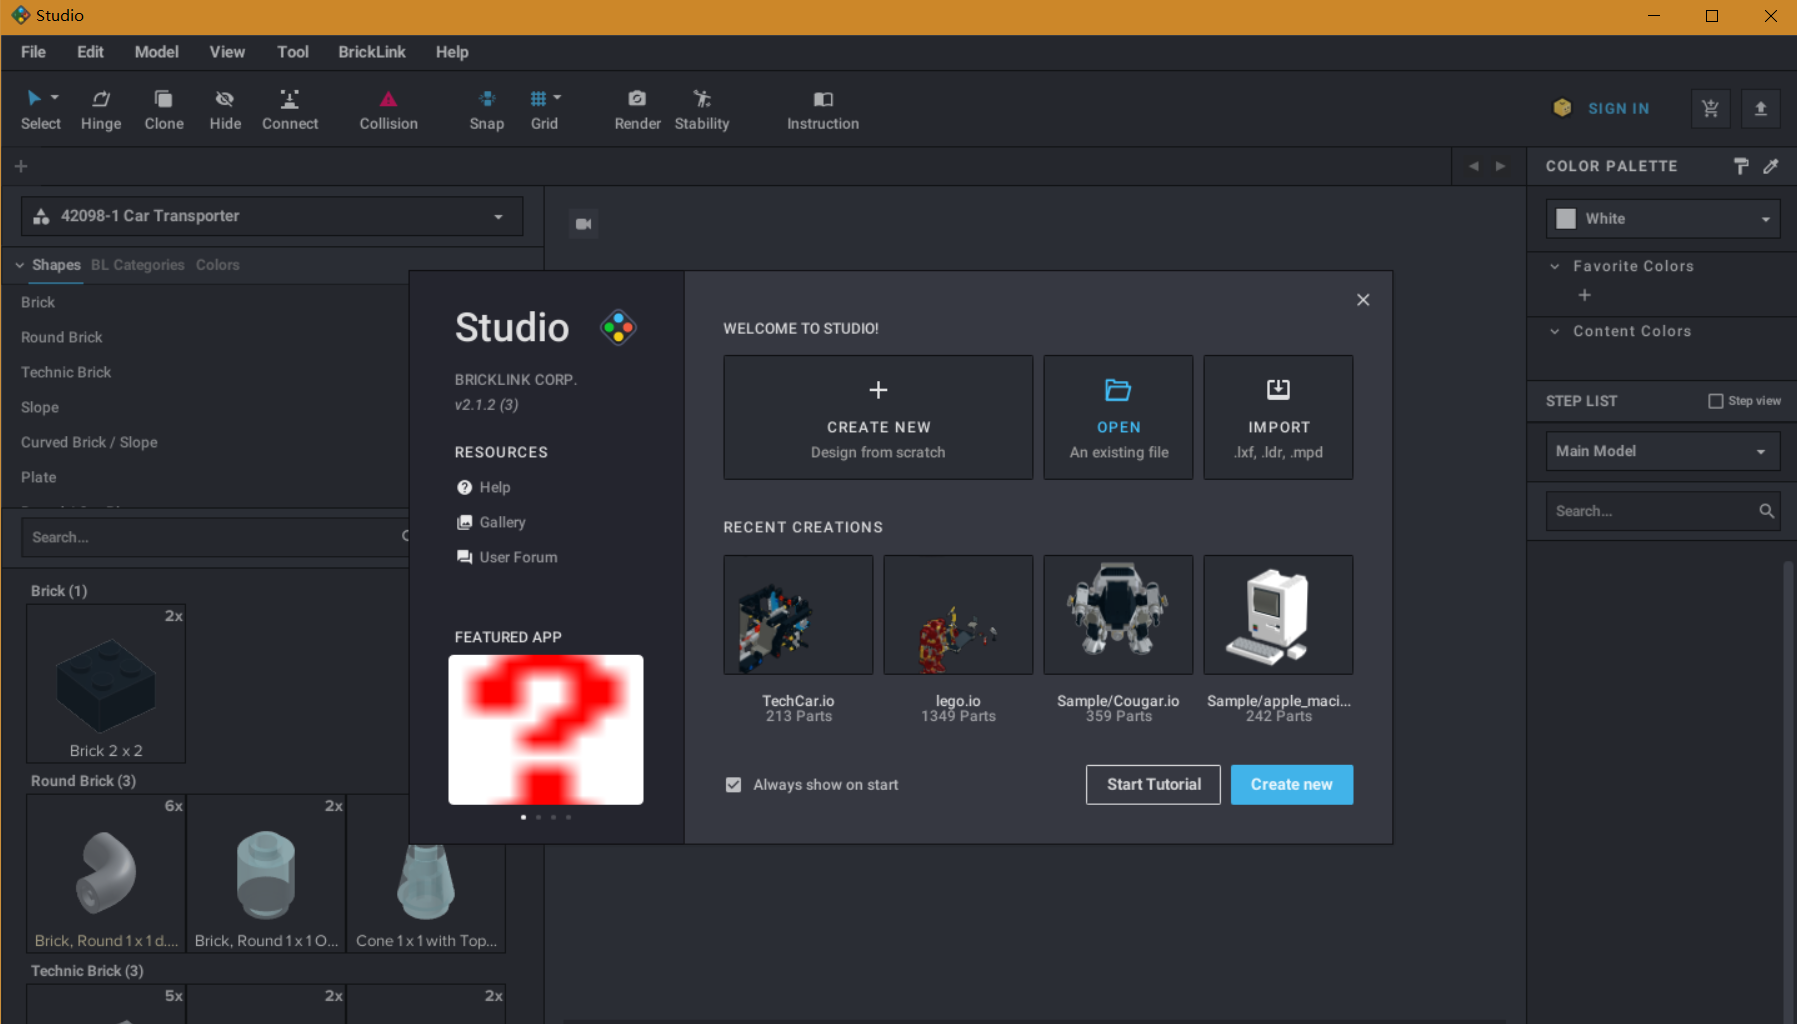 Studio
File Edit Model View Tool BrickLink Help
Select Hinge Clone Hide Connect Collision Snap Grid Render Stability Instruction SIGN IN
COLOR PALETTE
42098-1 Car Transporter
White
Shapes BL Categories Colors
Favorite Colors
Brick
Round Brick
Technic Brick
Slope
Curved Brick / Slope
Plate
Search...
Content Colors
STEP LIST Step view
Main Model
Search...
Studio
BRICKLINK CORP.
v2.1.2 (3)
RESOURCES
Help
Gallery
User Forum
FEATURED APP
WELCOME TO STUDIO!
CREATE NEW
Design from scratch
OPEN
An existing file
IMPORT
.lxf, .ldr, .mpd
RECENT CREATIONS
TechCar.io
213 Parts
lego.io
1349 Parts
Sample/Cougar.io
359 Parts
Sample/apple_maci...
242 Parts
Always show on start
Start Tutorial
Create new
Brick (1)
2x
Brick 2 x 2
Round Brick (3)
6x 2x
Brick, Round 1 x 1 d.... Brick, Round 1 x 1 O... Cone 1 x 1 with Top...
Technic Brick (3)
5x 2x 2x